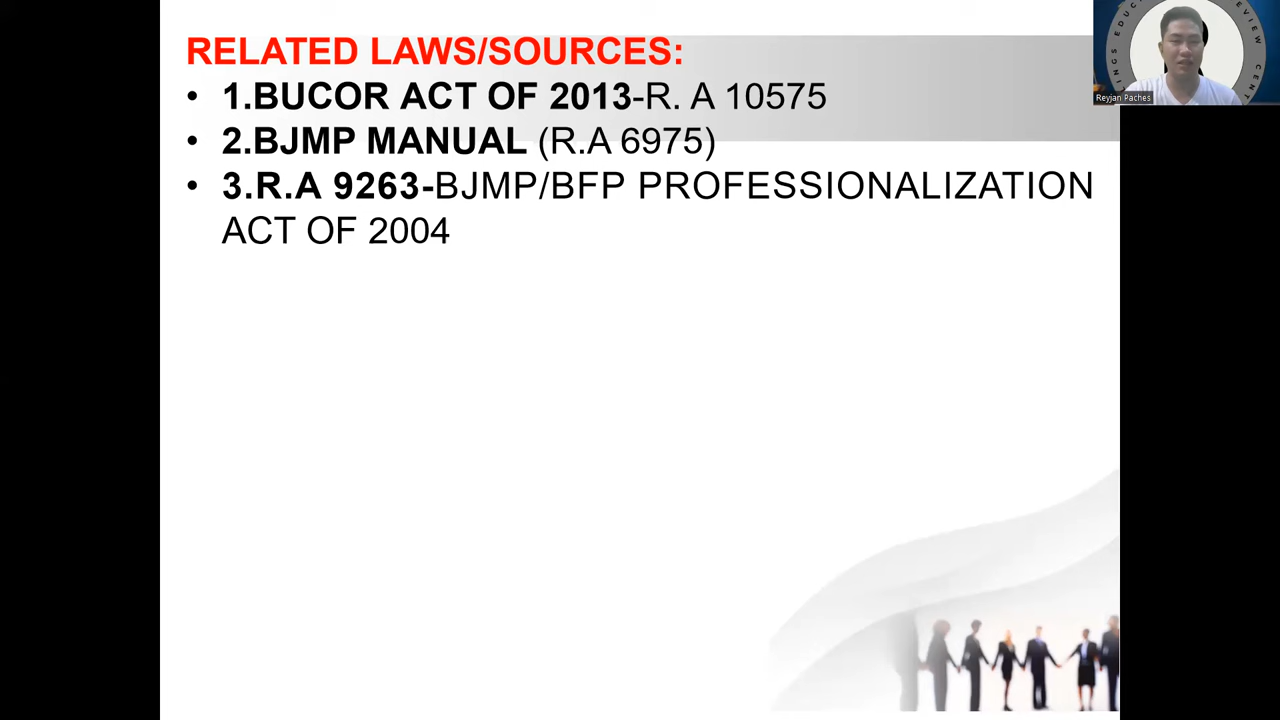 RELATED LAWS/SOURCES:
• 1.BUCOR ACT OF 2013-R. A 10575
• 2.BJMP MANUAL (R.A 6975)
• 3.R.A 9263-BJMP/BFP PROFESSIONALIZATION
ACT OF 2004
Reyjan Paches